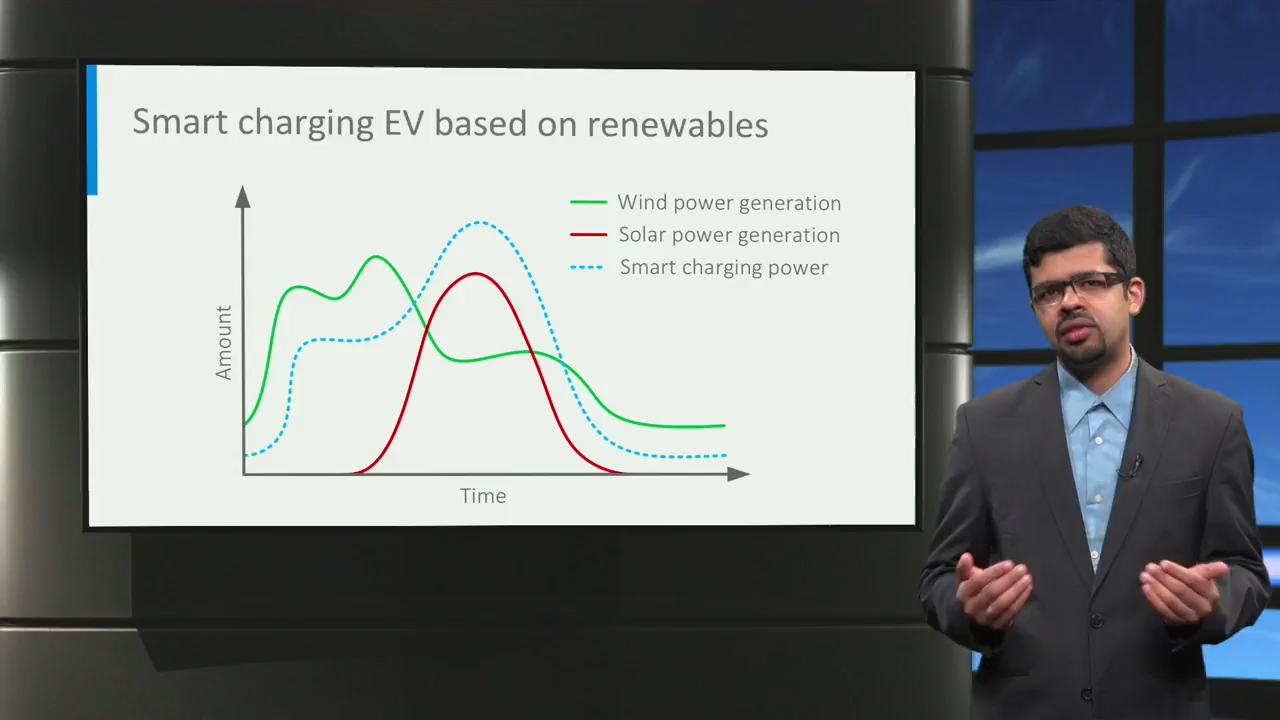 Smart charging EV based on renewables
Wind power generation
Solar power generation
Smart charging power
Amount
Time